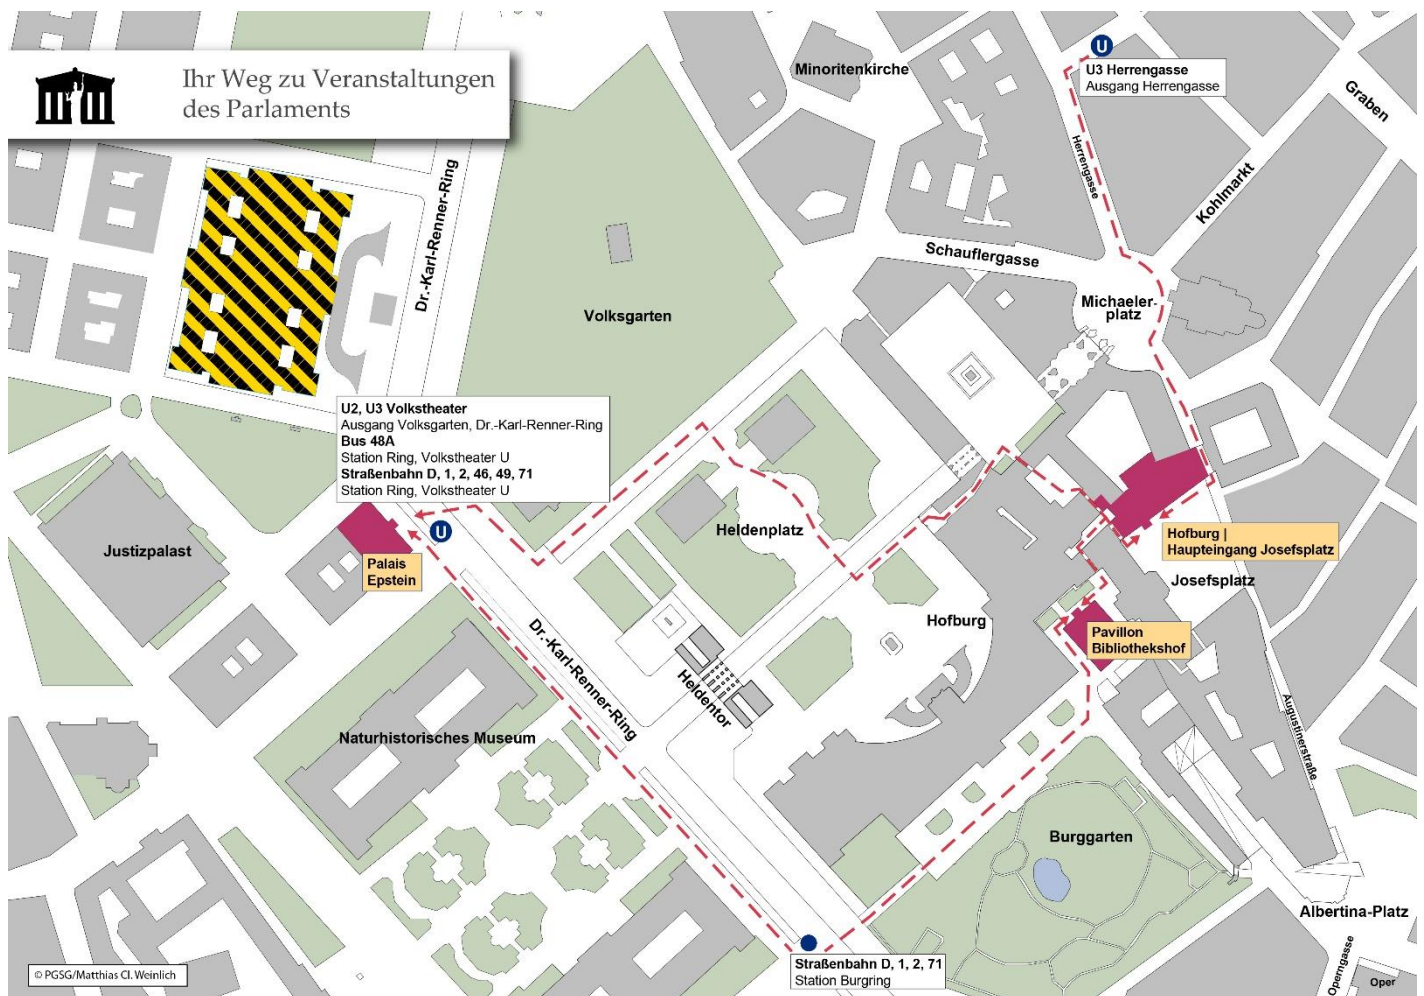 Ihr Weg zu Veranstaltungen
des Parlaments
Minoritenkirche
U
U3 Herrengasse
Ausgang Herrengasse
Graben
Herrengasse
Kohlmarkt
Dr.-Karl-Renner-Ring
Schauflergasse
Michaeler-
platz
Volksgarten
U2, U3 Volkstheater
Ausgang Volksgarten, Dr.-Karl-Renner-Ring
Bus 48A
Station Ring, Volkstheater U
Straßenbahn D, 1, 2, 46, 49, 71
Station Ring, Volkstheater U
U
Heldenplatz
Hofburg |
Haupteingang Josefsplatz
Justizpalast
Palais
Epstein
Josefsplatz
Hofburg
Pavillon
Bibliothekshof
Dr.-Karl-Renner-Ring
Heldentor
Augustinerstraße
Naturhistorisches Museum
Burggarten
Albertina-Platz
Straßenbahn D, 1, 2, 71
Station Burgring
Operngasse
Oper
© PGSG/Matthias Cl. Weinlich